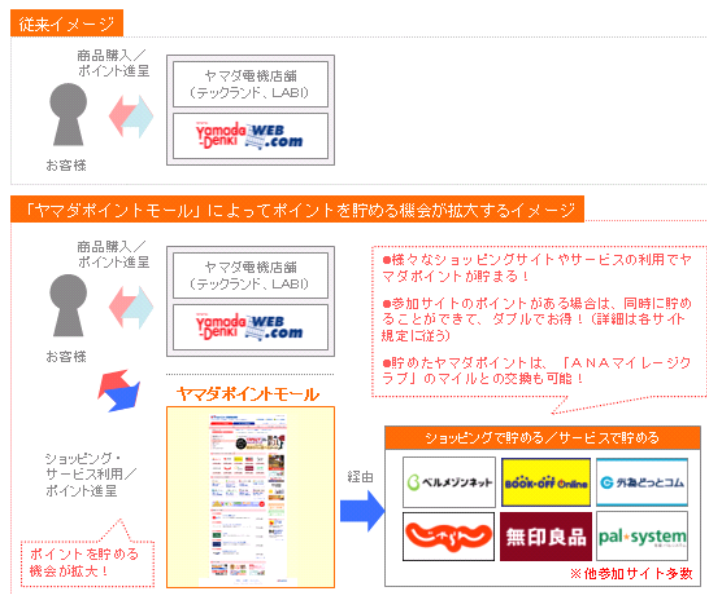 従来イメージ
商品購入／
ポイント進呈
ヤマダ電機店舗
（テックランド、LABI）
Yamada
-Denki WEB
.com
お客様
「ヤマダポイントモール」によってポイントを貯める機会が拡大するイメージ
商品購入／
ポイント進呈
ヤマダ電機店舗
（テックランド、LABI）
Yamada
-Denki WEB
.com
お客様
●様々なショッピングサイトやサービスの利用でヤ
マダポイントが貯まる！
●参加サイトのポイントがある場合は、同時に貯め
ることができて、ダブルでお得！（詳細は各サイト
規定に従う）
●貯めたヤマダポイントは、「ＡＮＡマイレージク
ラブ」のマイルとの交換も可能！
ヤマダポイントモール
ショッピング・
サービス利用／
ポイント進呈
経由
ショッピングで貯める／サービスで貯める
ベルメゾンネット
BOOK-OFF Online
外為どっとコム
じゃらん
無印良品
pal*system
※他参加サイト多数
ポイントを貯める
機会が拡大！